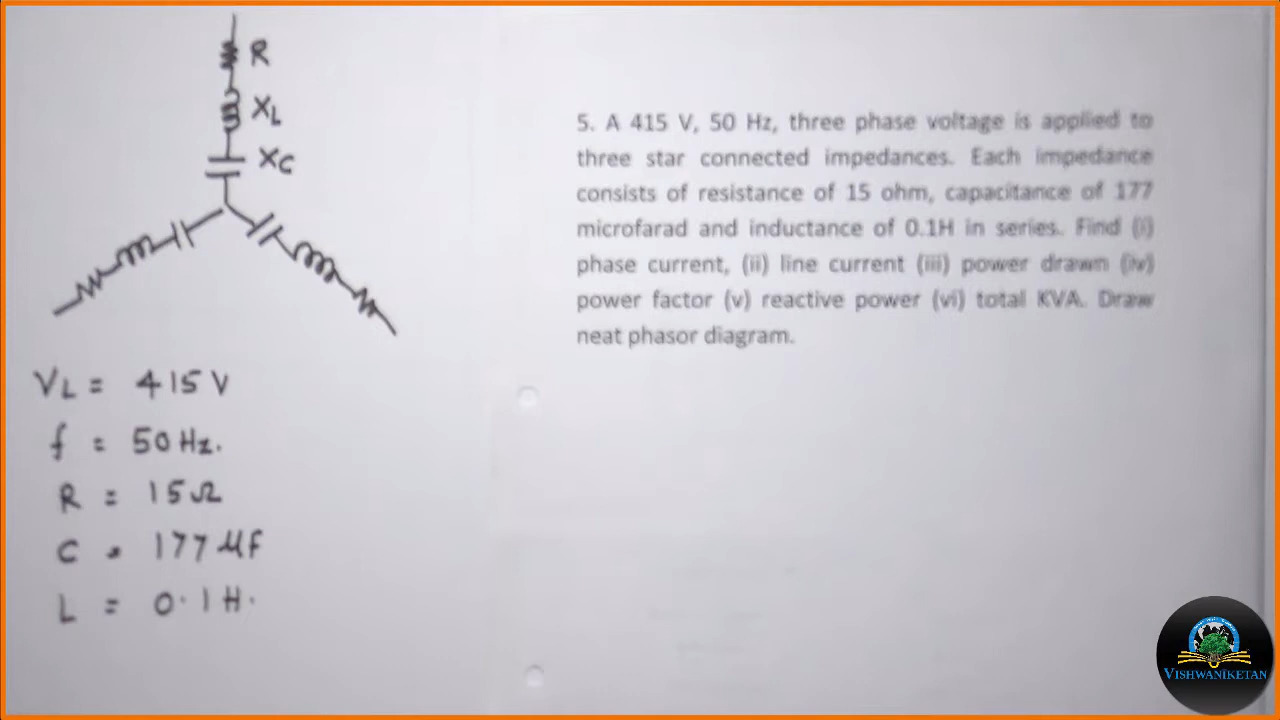 R
XL
XC
VL = 415 V
f = 50 Hz.
R = 15 Ω
C = 177 μF
L = 0.1 H.
5. A 415 V, 50 Hz, three phase voltage is applied to
three star connected impedances. Each impedance
consists of resistance of 15 ohm, capacitance of 177
microfarad and inductance of 0.1H in series. Find (i)
phase current, (ii) line current (iii) power drawn (iv)
power factor (v) reactive power (vi) total KVA. Draw
neat phasor diagram.
VISHWANIKETAN